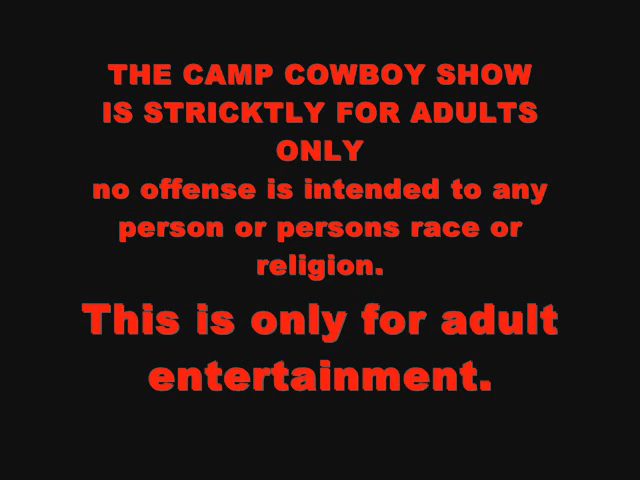 THE CAMP COWBOY SHOW
IS STRICKTLY FOR ADULTS
ONLY
no offense is intended to any
person or persons race or
religion.
This is only for adult
entertainment.